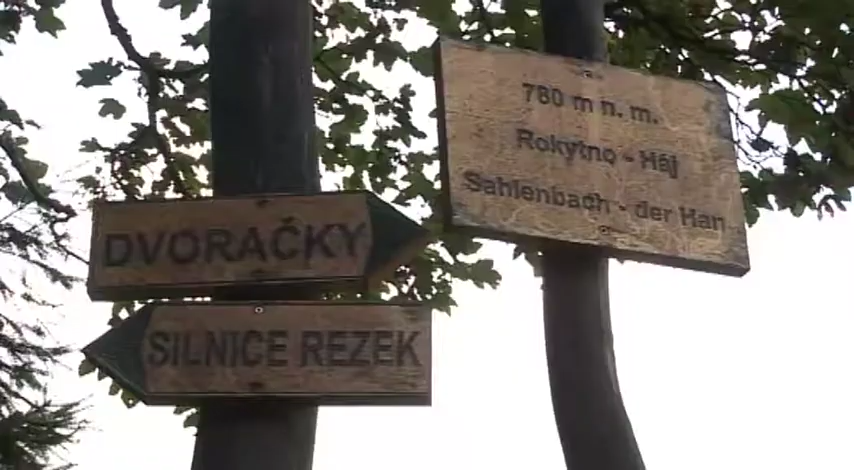 DVORAČKY
SILNICE REZEK
780 m n. m.
Rokytno - Háj
Sahlenbach - der Han